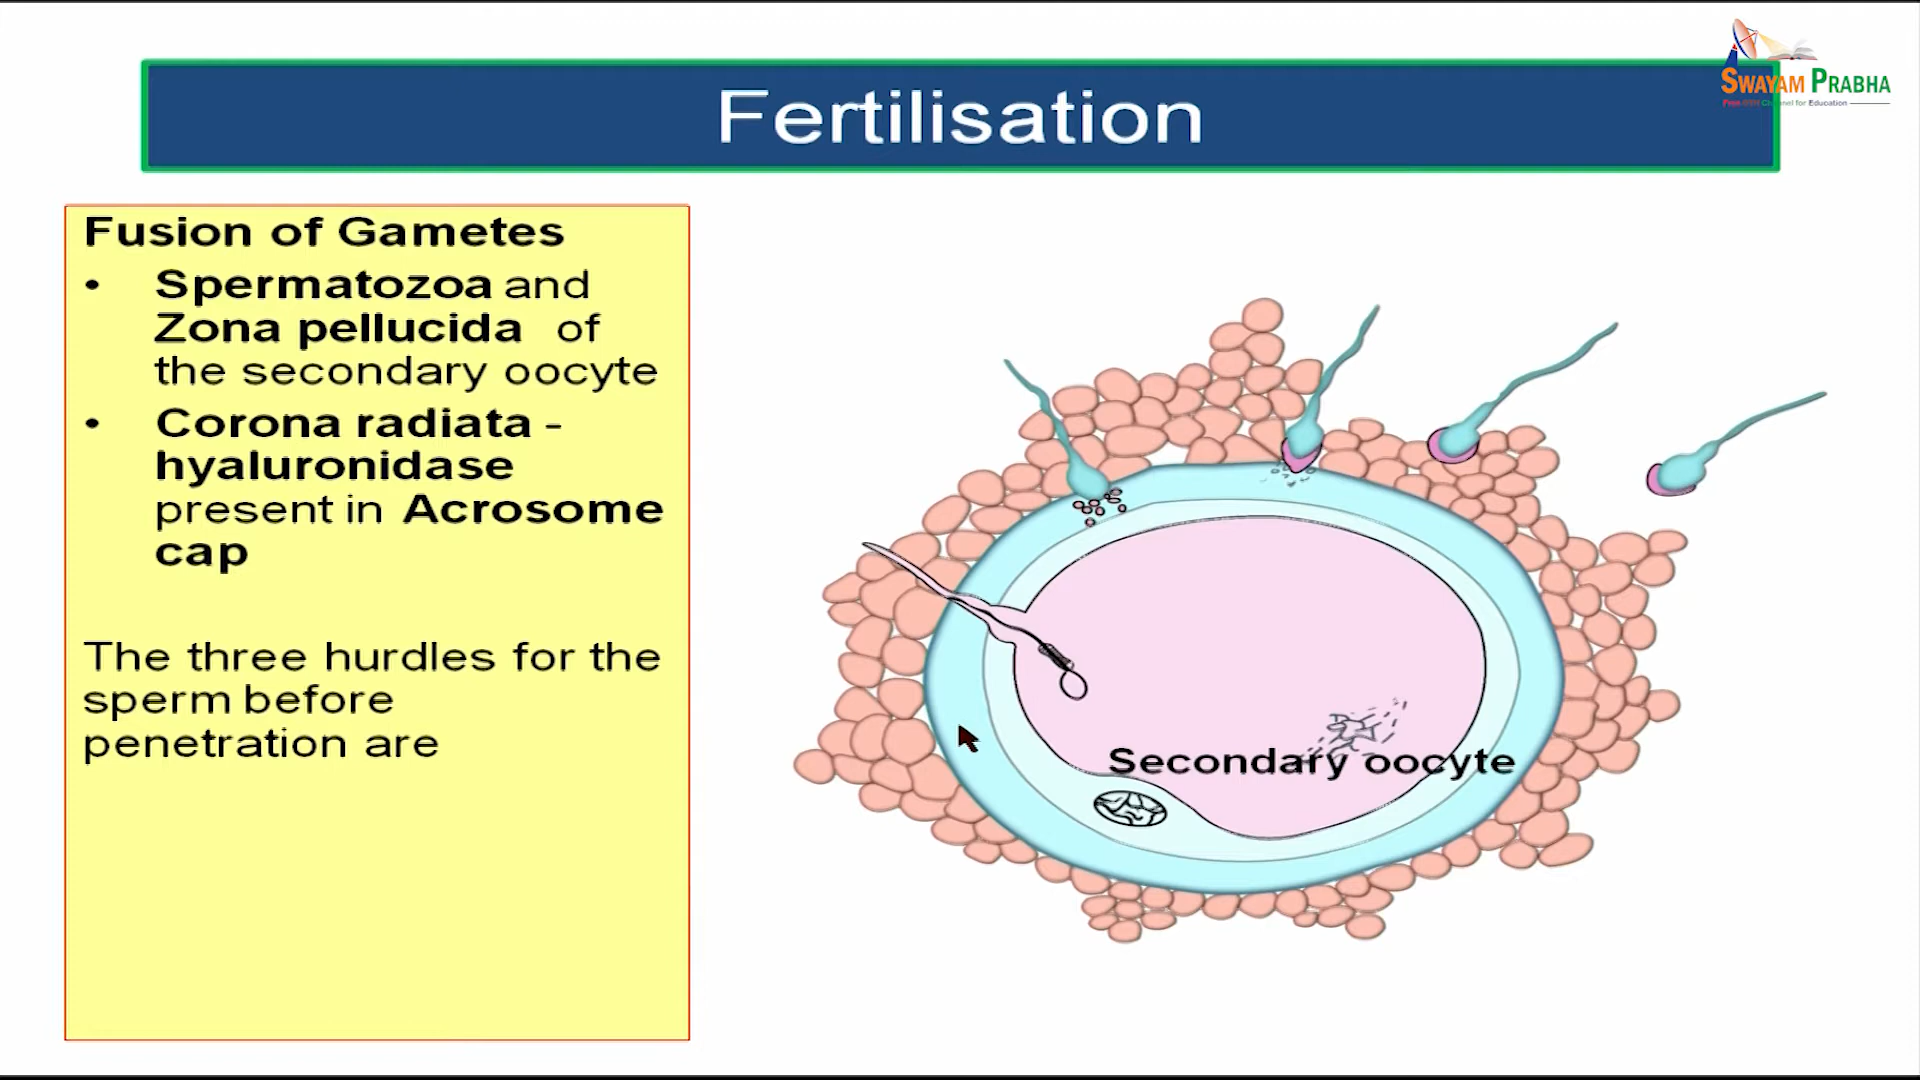 SWAYAM PRABHA
Fertilisation
Fusion of Gametes
• Spermatozoa and
Zona pellucida of
the secondary oocyte
• Corona radiata -
hyaluronidase
present in Acrosome
cap
The three hurdles for the
sperm before
penetration are
Secondary oocyte